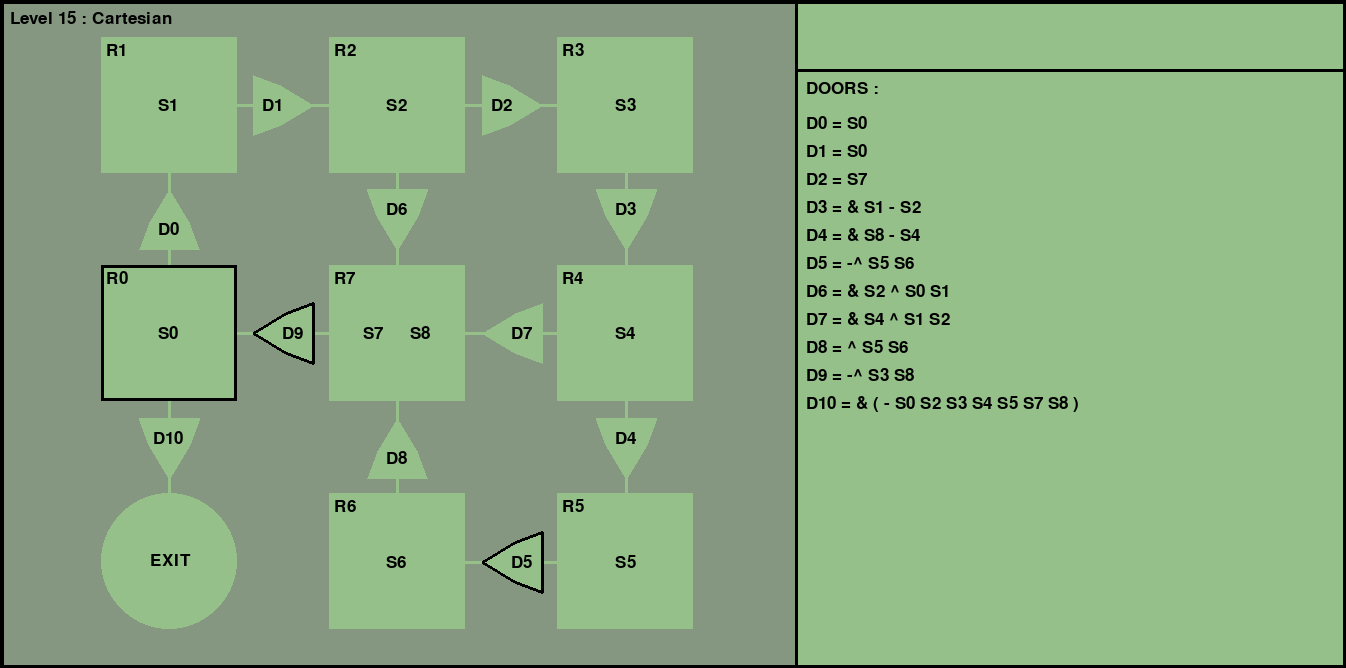 Level 15 : Cartesian
R1
S1
D1
R2
S2
D2
R3
S3
D0
D6
D3
R0
S0
D9
R7
S7 S8
D7
R4
S4
D10
D8
D4
EXIT
R6
S6
D5
R5
S5
DOORS :
D0 = S0
D1 = S0
D2 = S7
D3 = & S1 - S2
D4 = & S8 - S4
D5 = -^ S5 S6
D6 = & S2 ^ S0 S1
D7 = & S4 ^ S1 S2
D8 = ^ S5 S6
D9 = -^ S3 S8
D10 = & ( - S0 S2 S3 S4 S5 S7 S8 )